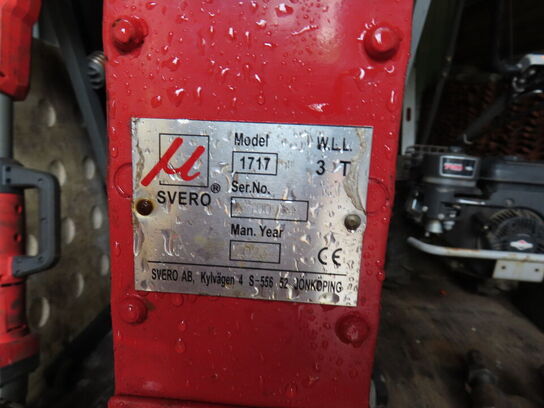 Model W.L.L.
1717 3 T
Ser.No.
µ
SVERO®
Man. Year
CE
SVERO AB, Kylvägen 4 S-556 52 JÖNKÖPING